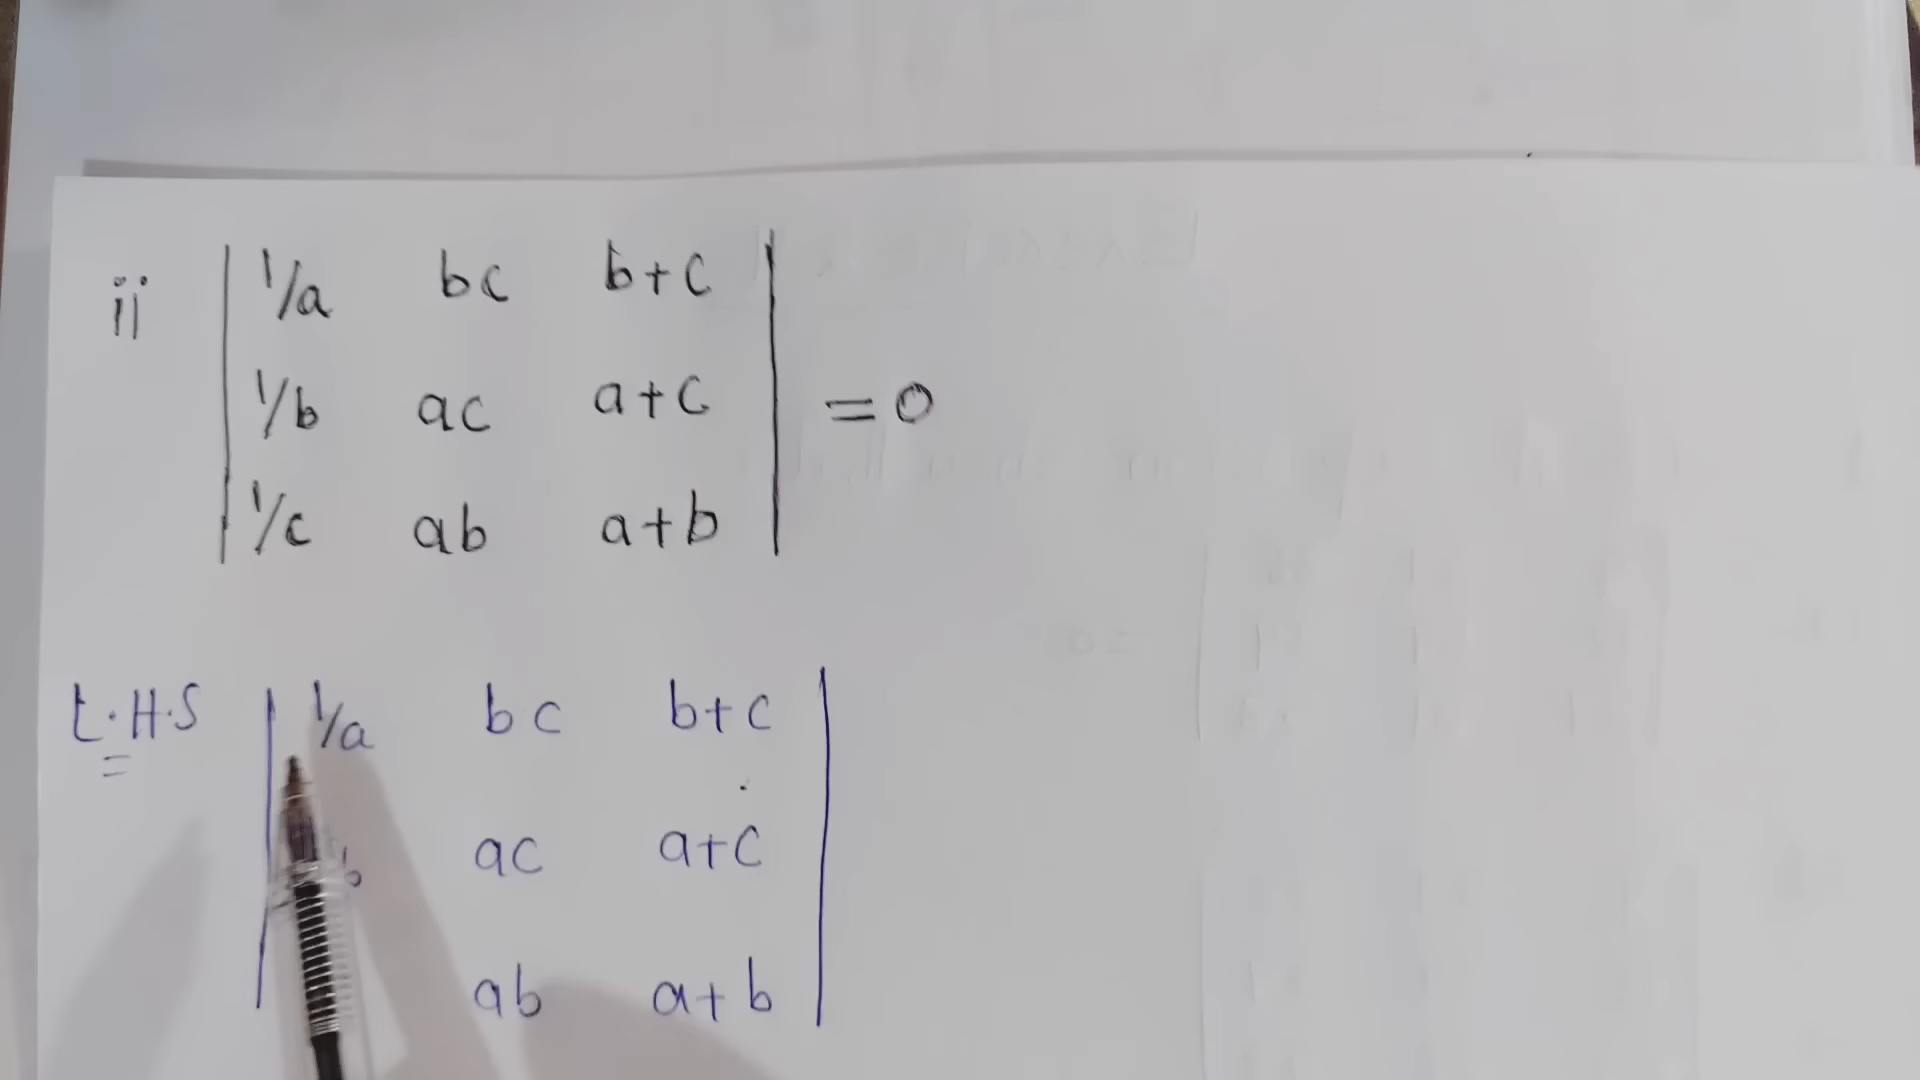 ii 1/a bc b+c
1/b ac a+c = 0
1/c ab a+b
L.H.S 1/a bc b+c
b ac a+c
ab a+b